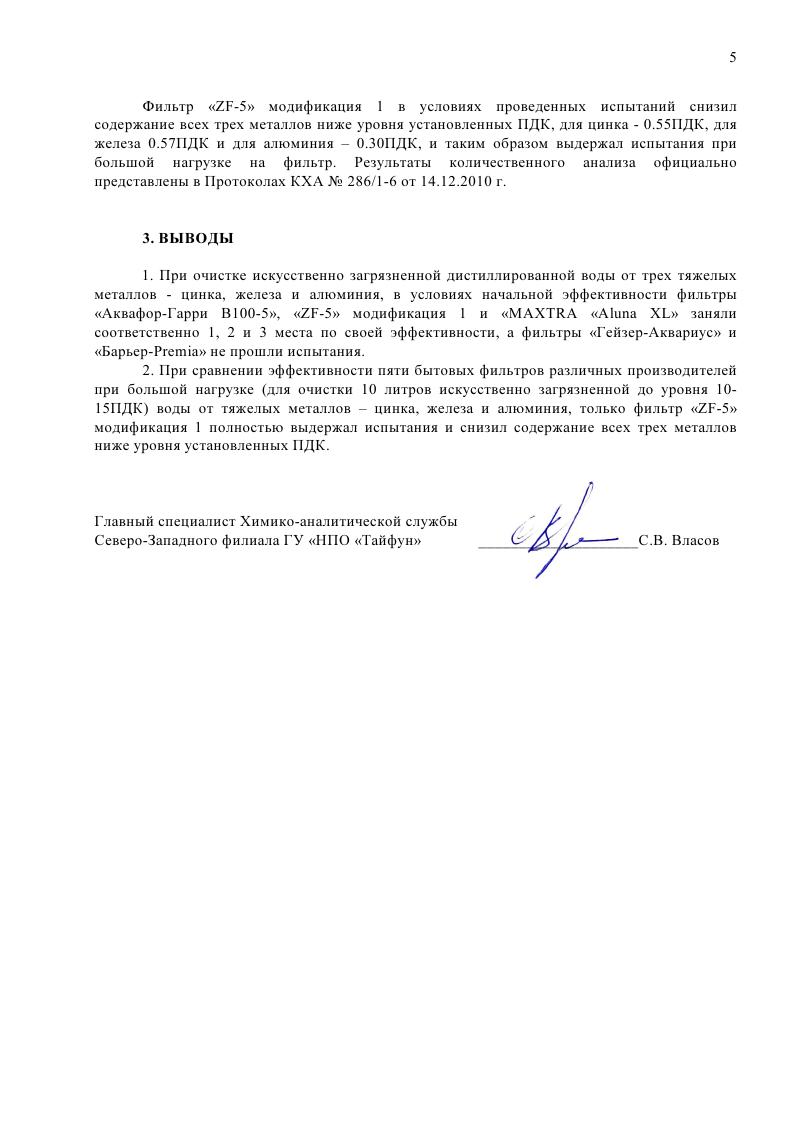 5
Фильтр «ZF-5» модификация 1 в условиях проведенных испытаний снизил
содержание всех трех металлов ниже уровня установленных ПДК, для цинка - 0.55ПДК, для
железа 0.57ПДК и для алюминия – 0.30ПДК, и таким образом выдержал испытания при
большой нагрузке на фильтр. Результаты количественного анализа официально
представлены в Протоколах КХА № 286/1-6 от 14.12.2010 г.
3. ВЫВОДЫ
1. При очистке искусственно загрязненной дистиллированной воды от трех тяжелых
металлов - цинка, железа и алюминия, в условиях начальной эффективности фильтры
«Аквафор-Гарри В100-5», «ZF-5» модификация 1 и «MAXTRA «Aluna XL» заняли
соответственно 1, 2 и 3 места по своей эффективности, а фильтры «Гейзер-Аквариус» и
«Барьер-Premia» не прошли испытания.
2. При сравнении эффективности пяти бытовых фильтров различных производителей
при большой нагрузке (для очистки 10 литров искусственно загрязненной до уровня 10-
15ПДК) воды от тяжелых металлов – цинка, железа и алюминия, только фильтр «ZF-5»
модификация 1 полностью выдержал испытания и снизил содержание всех трех металлов
ниже уровня установленных ПДК.
Главный специалист Химико-аналитической службы
Северо-Западного филиала ГУ «НПО «Тайфун» ____________________С.В. Власов